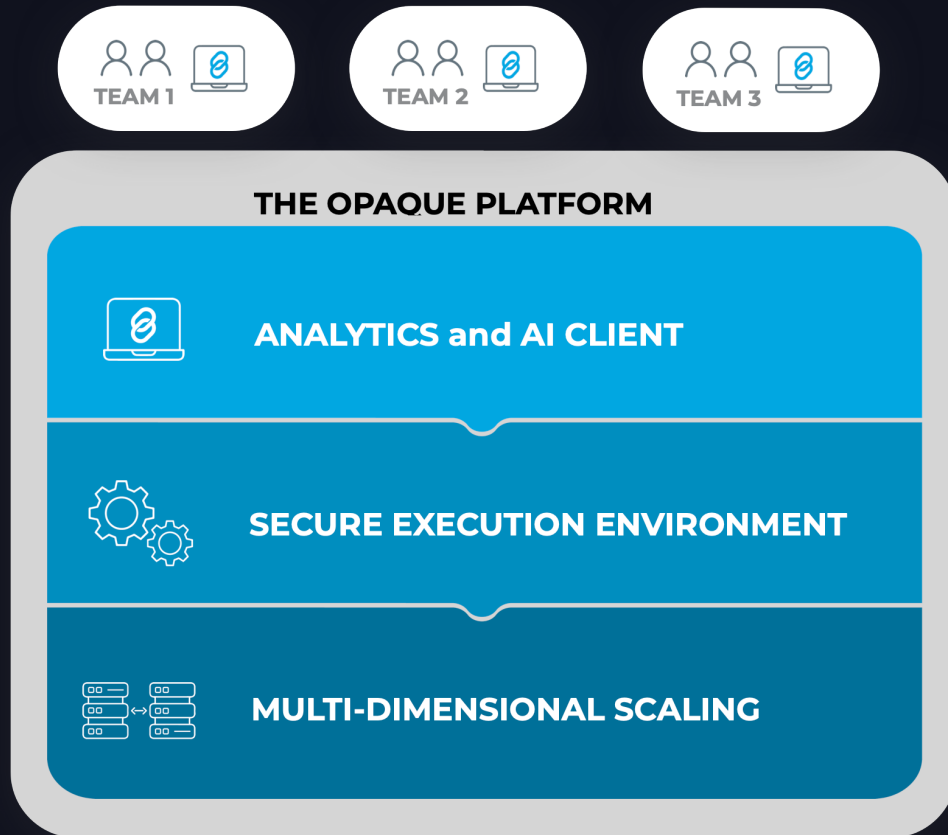 TEAM 1
TEAM 2
TEAM 3
THE OPAQUE PLATFORM
ANALYTICS and AI CLIENT
SECURE EXECUTION ENVIRONMENT
MULTI-DIMENSIONAL SCALING